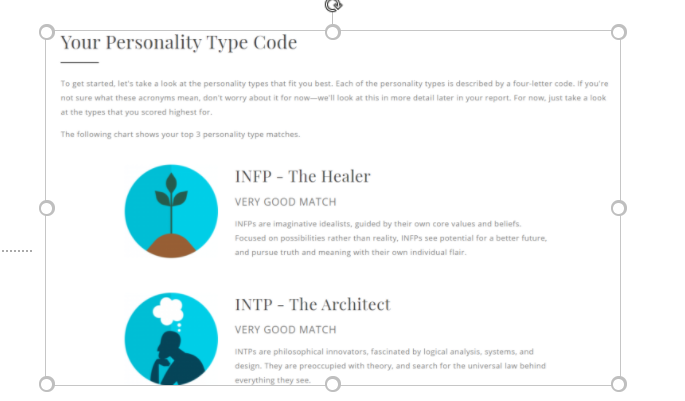 Your Personality Type Code
To get started, let's take a look at the personality types that fit you best. Each of the personality types is described by a four-letter code. If you're
not sure what these acronyms mean, don't worry about it for now—we'll look at this in more detail later in your report. For now, just take a look
at the types that you scored highest for.
The following chart shows your top 3 personality type matches.
INFP - The Healer
VERY GOOD MATCH
INFPs are imaginative idealists, guided by their own core values and beliefs.
Focused on possibilities rather than reality, INFPs see potential for a better future,
and pursue truth and meaning with their own individual flair.
INTP - The Architect
VERY GOOD MATCH
INTPs are philosophical innovators, fascinated by logical analysis, systems, and
design. They are preoccupied with theory, and search for the universal law behind
everything they see.